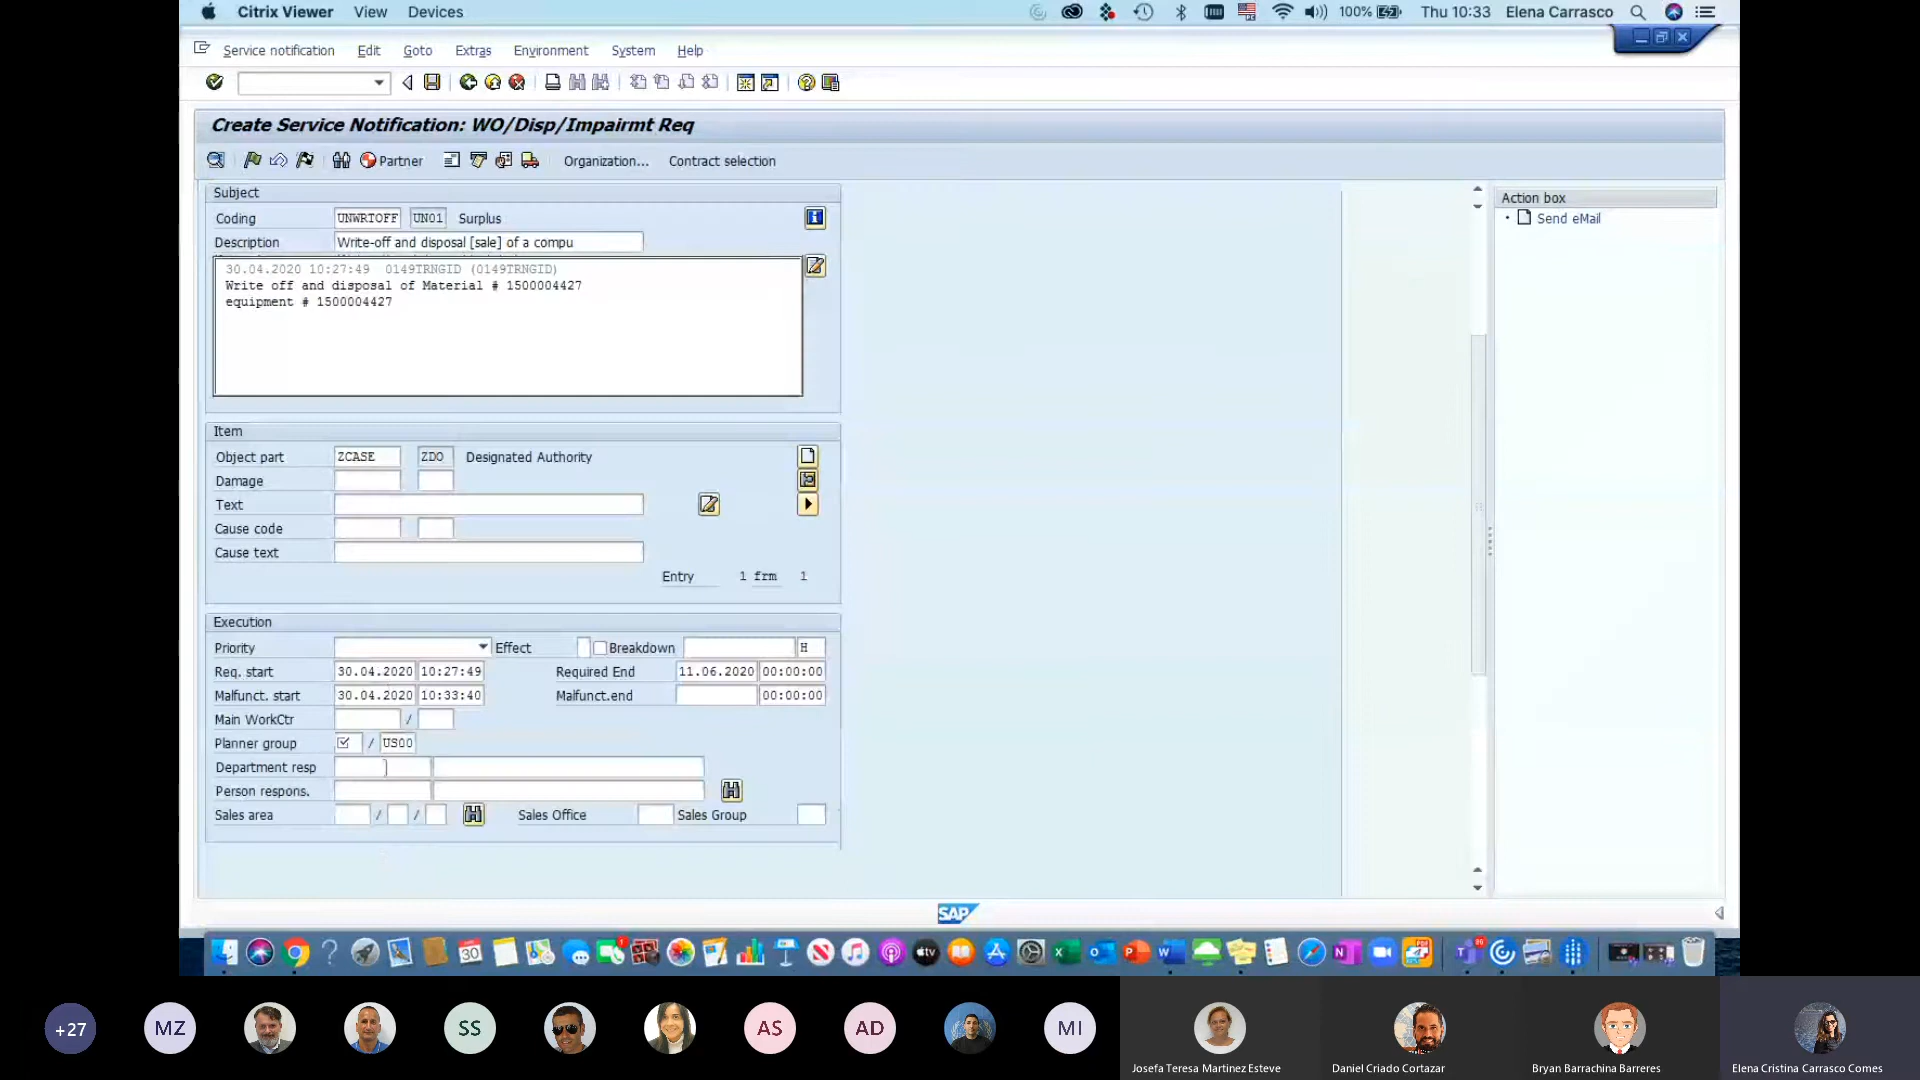 Citrix Viewer View Devices 100% Thu 10:33 Elena Carrasco
Service notification Edit Goto Extras Environment System Help
Create Service Notification: WO/Disp/Impairmt Req
Partner Organization... Contract selection
Subject
Coding UNWRTOFF UN01 Surplus
Description Write-off and disposal [sale] of a compu
30.04.2020 10:27:49 0149TRNGID (0149TRNGID)
Write off and disposal of Material # 1500004427
equipment # 1500004427
Item
Object part ZCASE ZDO Designated Authority
Damage
Text
Cause code
Cause text
Entry 1 frm 1
Execution
Priority Effect Breakdown H
Req. start 30.04.2020 10:27:49 Required End 11.06.2020 00:00:00
Malfunct. start 30.04.2020 10:33:40 Malfunct.end 00:00:00
Main WorkCtr /
Planner group / US00
Department resp
Person respons.
Sales area / / Sales Office Sales Group
Action box
Send eMail
SAP
+27 MZ SS AS AD MI
Josefa Teresa Martinez Esteve Daniel Criado Cortazar Bryan Barrachina Barreres Elena Cristina Carrasco Comes